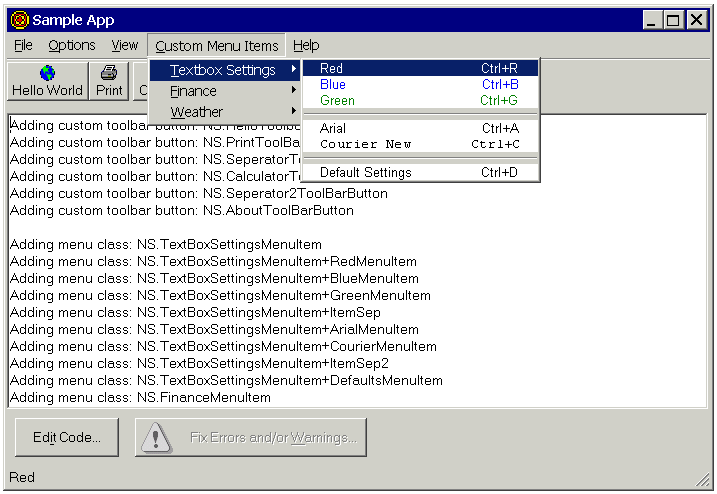 Sample App
File Options View Custom Menu Items Help
Textbox Settings
Finance
Weather
Red Ctrl+R
Blue Ctrl+B
Green Ctrl+G
Arial Ctrl+A
Courier New Ctrl+C
Default Settings Ctrl+D
Hello World Print
Adding custom toolbar button:
Adding custom toolbar button: NS.PrintToolBa
Adding custom toolbar button: NS.SeperatorT
Adding custom toolbar button: NS.CalculatorT
Adding custom toolbar button: NS.Seperator2ToolBarButton
Adding custom toolbar button: NS.AboutToolBarButton
Adding menu class: NS.TextBoxSettingsMenuItem
Adding menu class: NS.TextBoxSettingsMenuItem+RedMenuItem
Adding menu class: NS.TextBoxSettingsMenuItem+BlueMenuItem
Adding menu class: NS.TextBoxSettingsMenuItem+GreenMenuItem
Adding menu class: NS.TextBoxSettingsMenuItem+ItemSep
Adding menu class: NS.TextBoxSettingsMenuItem+ArialMenuItem
Adding menu class: NS.TextBoxSettingsMenuItem+CourierMenuItem
Adding menu class: NS.TextBoxSettingsMenuItem+ItemSep2
Adding menu class: NS.TextBoxSettingsMenuItem+DefaultsMenuItem
Adding menu class: NS.FinanceMenuItem
Edit Code... Fix Errors and/or Warnings...
Red